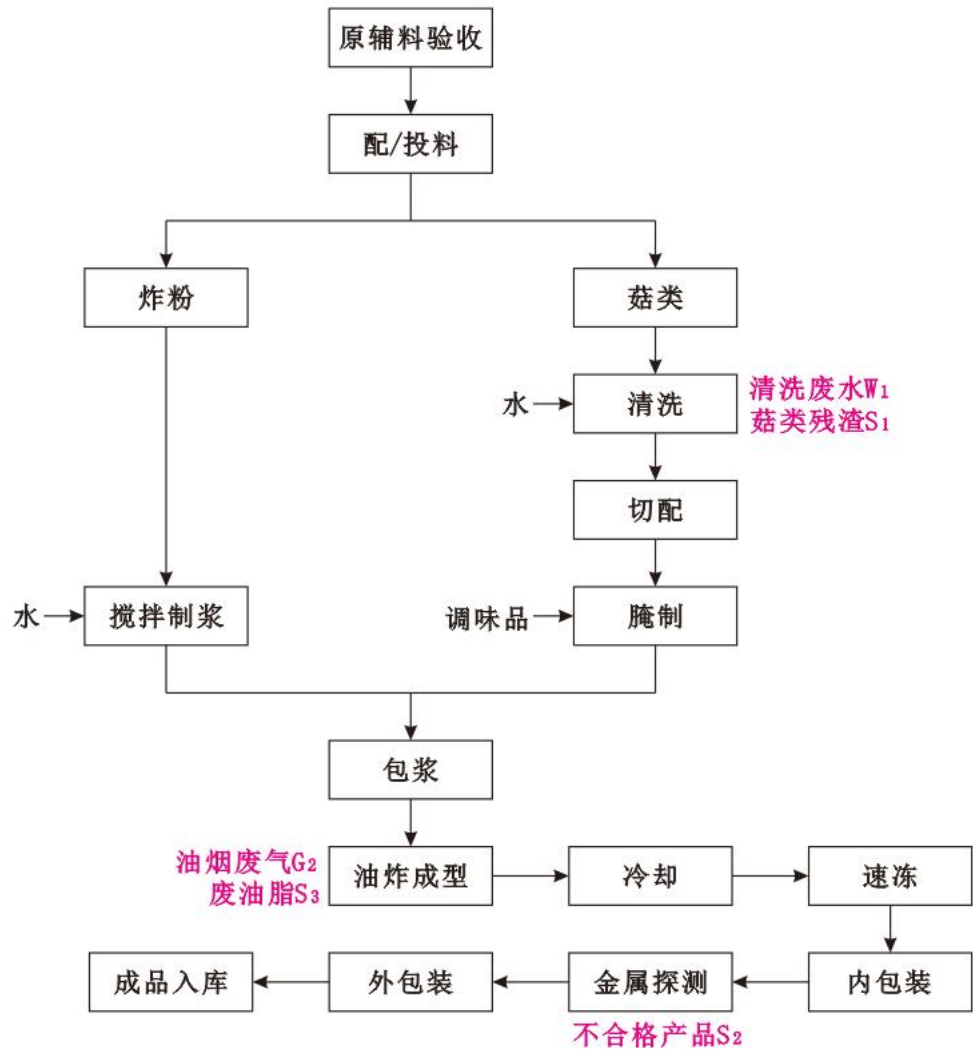 原辅料验收
配/投料
炸粉
菇类
水
清洗
清洗废水W₁
菇类残渣S₁
切配
水
搅拌制浆
调味品
腌制
包浆
油烟废气G₂
废油脂S₃
油炸成型
冷却
速冻
成品入库
外包装
金属探测
内包装
不合格产品S₂